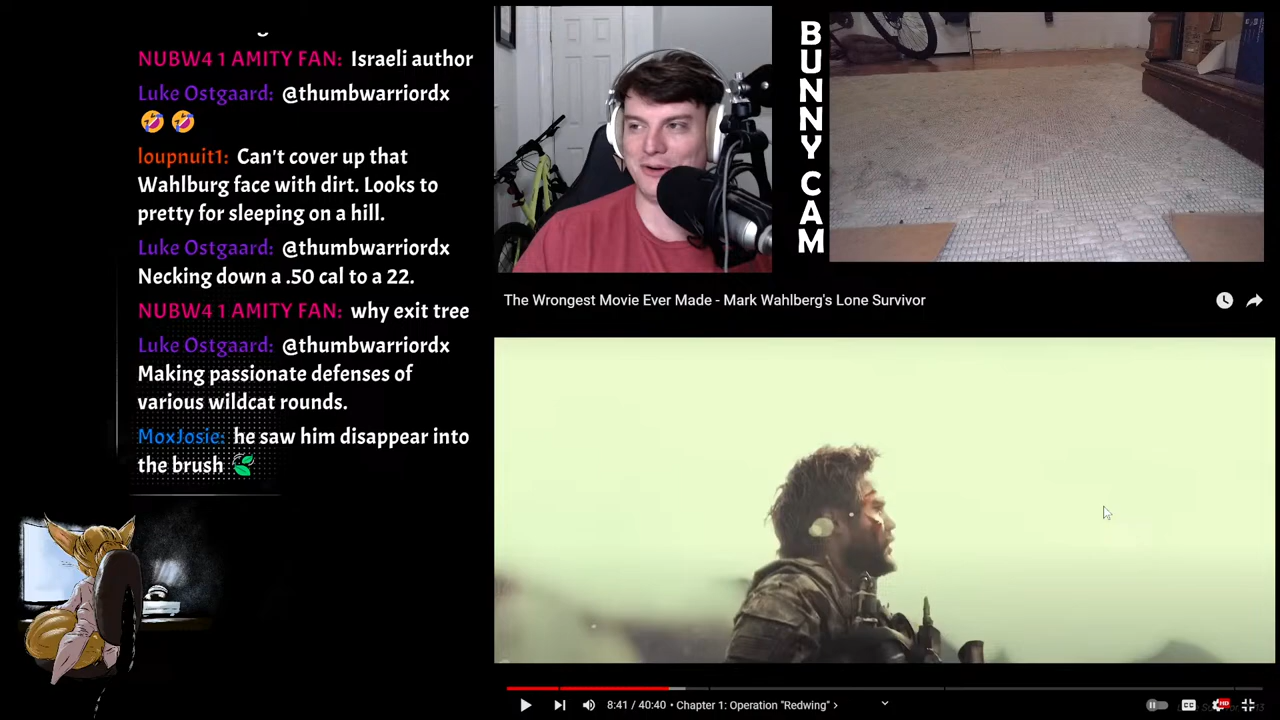 NUBW4 1 AMITY FAN: Israeli author
Luke Ostgaard: @thumbwarriordx
🤣 🤣
loupnuit1: Can't cover up that
Wahlburg face with dirt. Looks to
pretty for sleeping on a hill.
Luke Ostgaard: @thumbwarriordx
Necking down a .50 cal to a 22.
NUBW4 1 AMITY FAN: why exit tree
Luke Ostgaard: @thumbwarriordx
Making passionate defenses of
various wildcat rounds.
MoxJosie: he saw him disappear into
the brush 🍃
BUNNY CAM
The Wrongest Movie Ever Made - Mark Wahlberg's Lone Survivor
8:41 / 40:40 • Chapter 1: Operation "Redwing" ›
CC
HD